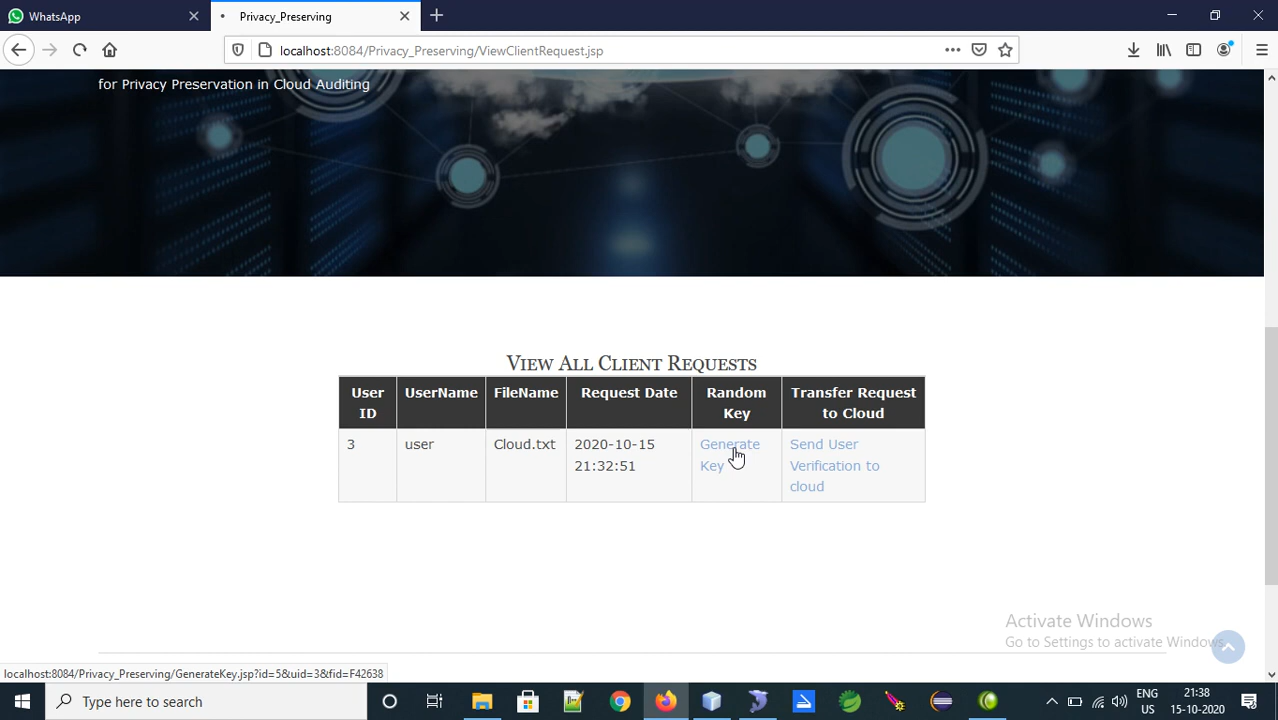 WhatsApp
Privacy_Preserving
localhost:8084/Privacy_Preserving/ViewClientRequest.jsp
for Privacy Preservation in Cloud Auditing
View All Client Requests
User ID UserName FileName Request Date Random Key Transfer Request to Cloud
3 user Cloud.txt 2020-10-15 21:32:51 Generate Key Send User Verification to cloud
Activate Windows
Go to Settings to activate Windows.
localhost:8084/Privacy_Preserving/GenerateKey.jsp?id=5&uid=3&fid=F42638
Type here to search
ENG
US
21:38
15-10-2020